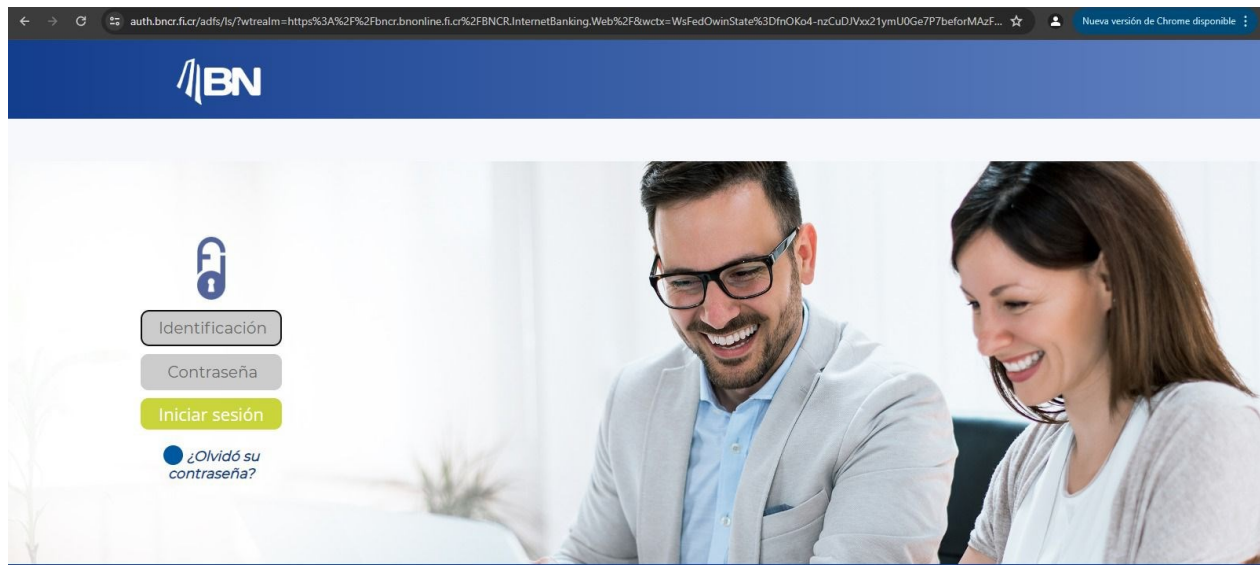 auth.bncr.fi.cr/adfs/ls/?wtrealm=https%3A%2F%2Fbncr.bnonline.fi.cr%2FBNCR.InternetBanking.Web%2F&wctx=WsFedOwinState%3DfnOKo4-nzCuDJVxx21ymU0Ge7P7beforMAzF...
Nueva versión de Chrome disponible
BN
Identificación
Contraseña
Iniciar sesión
¿Olvidó su
contraseña?